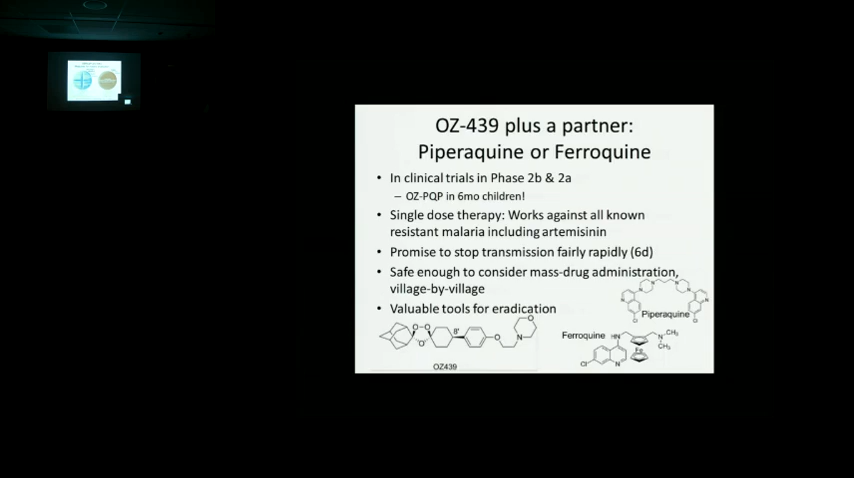 OZ-439 plus a partner:
Piperaquine or Ferroquine
• In clinical trials in Phase 2b & 2a
– OZ-PQP in 6mo children!
• Single dose therapy: Works against all known
resistant malaria including artemisinin
• Promise to stop transmission fairly rapidly (6d)
• Safe enough to consider mass-drug administration,
village-by-village
• Valuable tools for eradication
Piperaquine
Ferroquine
OZ439